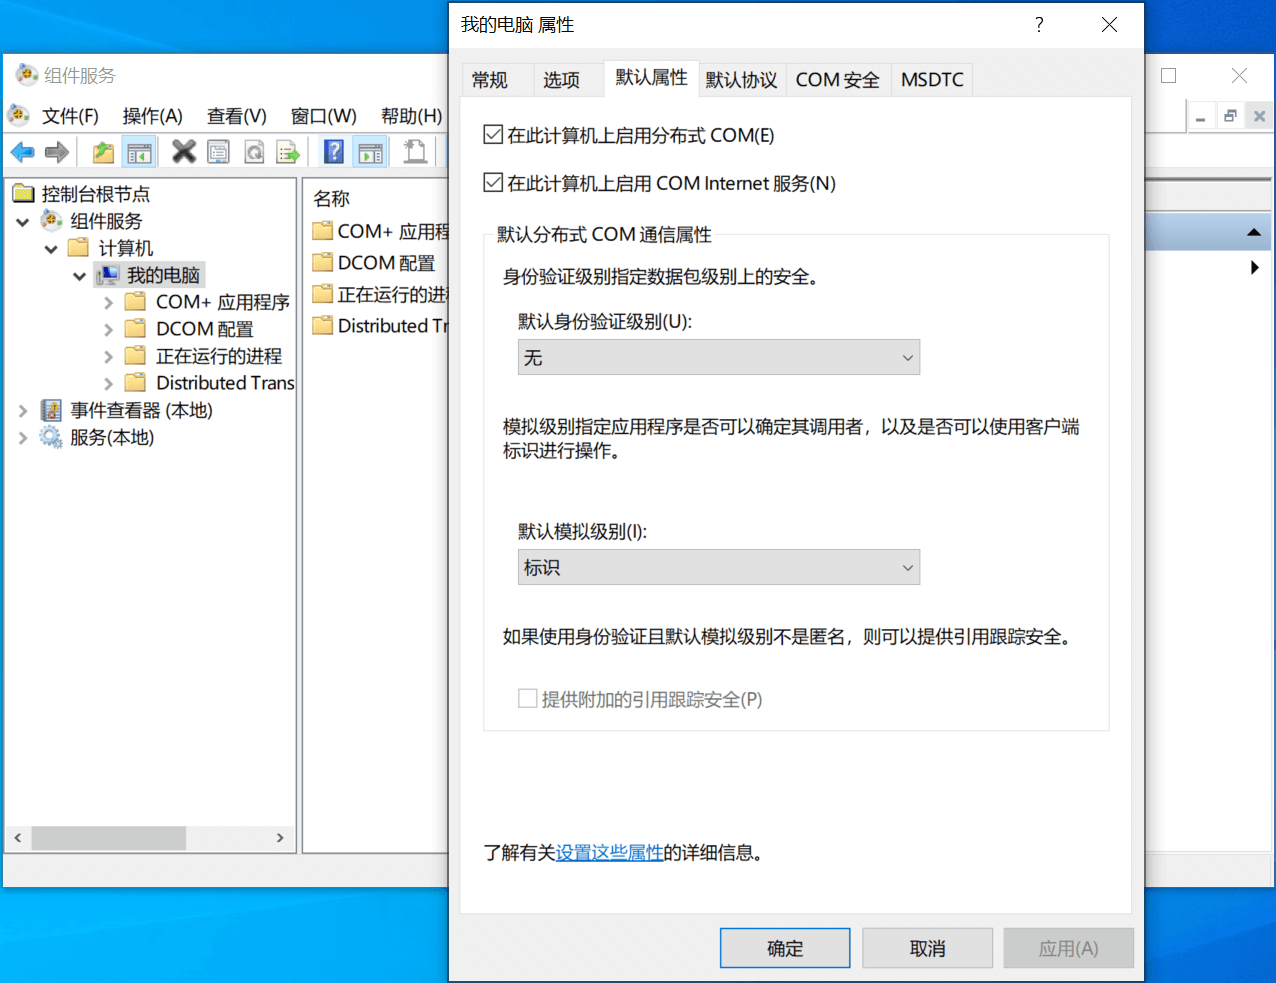 我的电脑 属性
组件服务
常规
选项
默认属性
默认协议
COM 安全
MSDTC
文件(F)
操作(A)
查看(V)
窗口(W)
帮助(H)
在此计算机上启用分布式 COM(E)
在此计算机上启用 COM Internet 服务(N)
控制台根节点
组件服务
计算机
我的电脑
COM+ 应用程序
DCOM 配置
正在运行的进程
Distributed Trans
事件查看器 (本地)
服务(本地)
名称
COM+ 应用程
DCOM 配置
正在运行的进
Distributed Tr
默认分布式 COM 通信属性
身份验证级别指定数据包级别上的安全。
默认身份验证级别(U):
无
模拟级别指定应用程序是否可以确定其调用者，以及是否可以使用客户端
标识进行操作。
默认模拟级别(I):
标识
如果使用身份验证且默认模拟级别不是匿名，则可以提供引用跟踪安全。
提供附加的引用跟踪安全(P)
了解有关设置这些属性的详细信息。
确定
取消
应用(A)